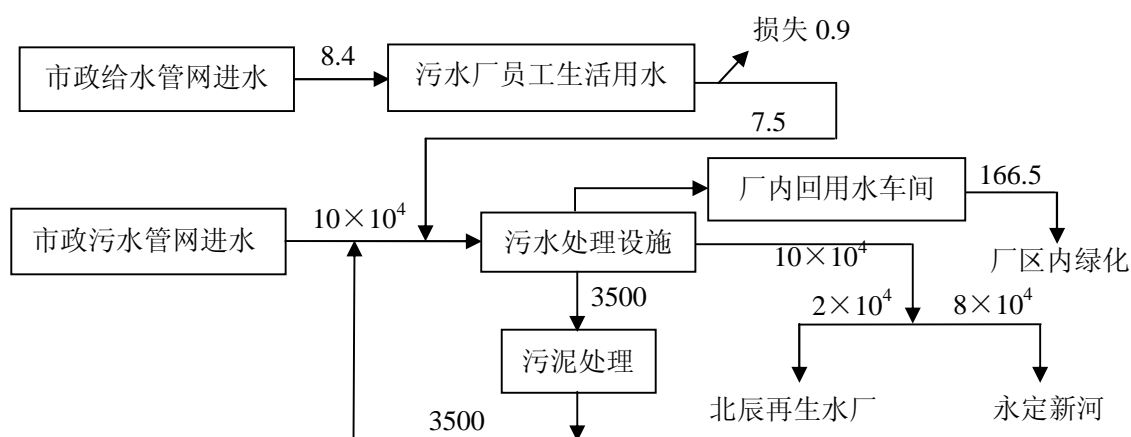 损失 0.9
市政给水管网进水
8.4
污水厂员工生活用水
7.5
厂内回用水车间
166.5
市政污水管网进水
10×10⁴
污水处理设施
10×10⁴
厂区内绿化
3500
2×10⁴
8×10⁴
污泥处理
北辰再生水厂
永定新河
3500